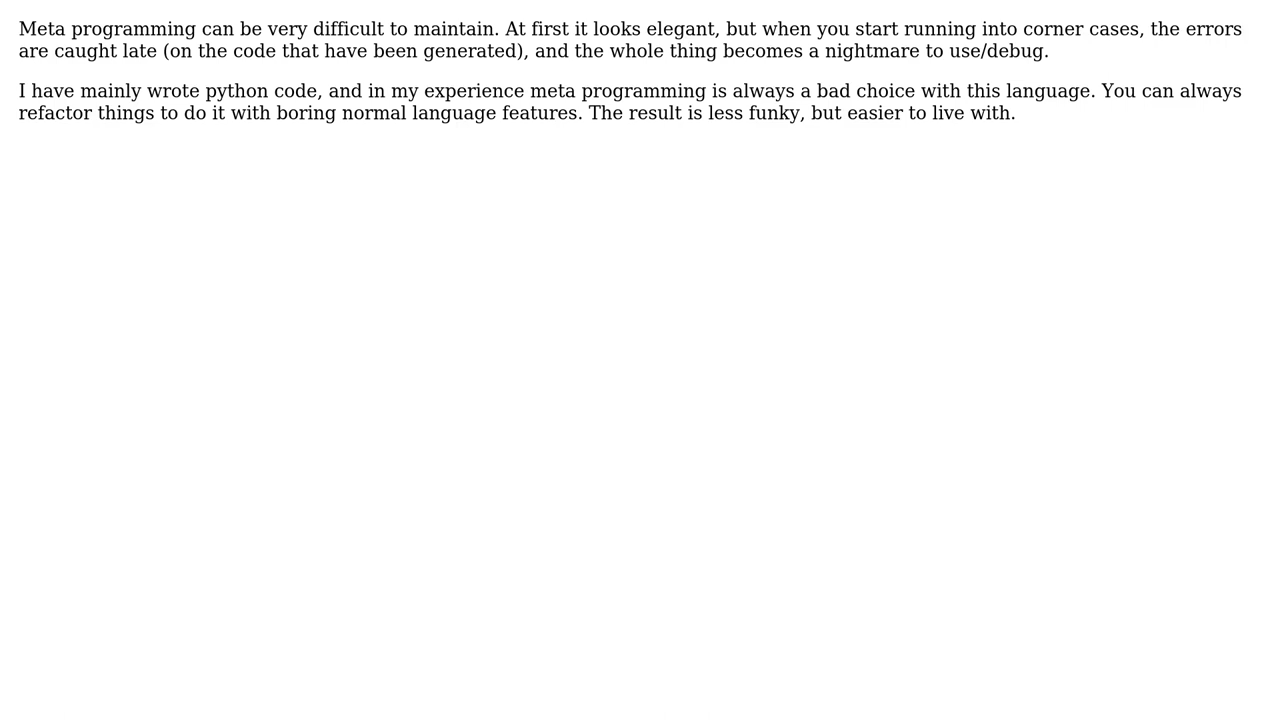 Meta programming can be very difficult to maintain. At first it looks elegant, but when you start running into corner cases, the errors
are caught late (on the code that have been generated), and the whole thing becomes a nightmare to use/debug.
I have mainly wrote python code, and in my experience meta programming is always a bad choice with this language. You can always
refactor things to do it with boring normal language features. The result is less funky, but easier to live with.